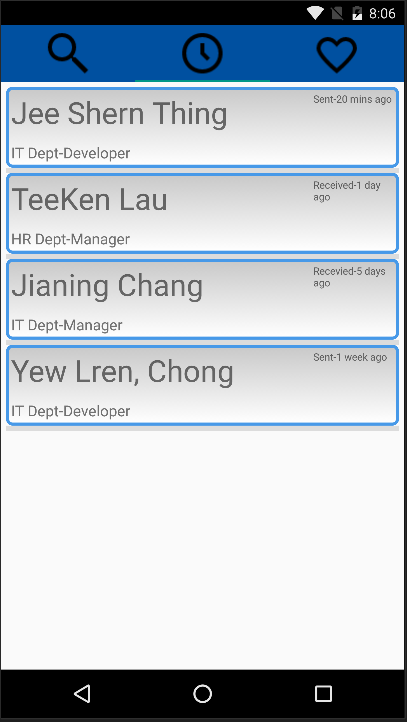 8:06
Jee Shern Thing
Sent-20 mins ago
IT Dept-Developer
TeeKen Lau
Received-1 day
ago
HR Dept-Manager
Jianing Chang
Recevied-5 days
ago
IT Dept-Manager
Yew Lren, Chong
Sent-1 week ago
IT Dept-Developer